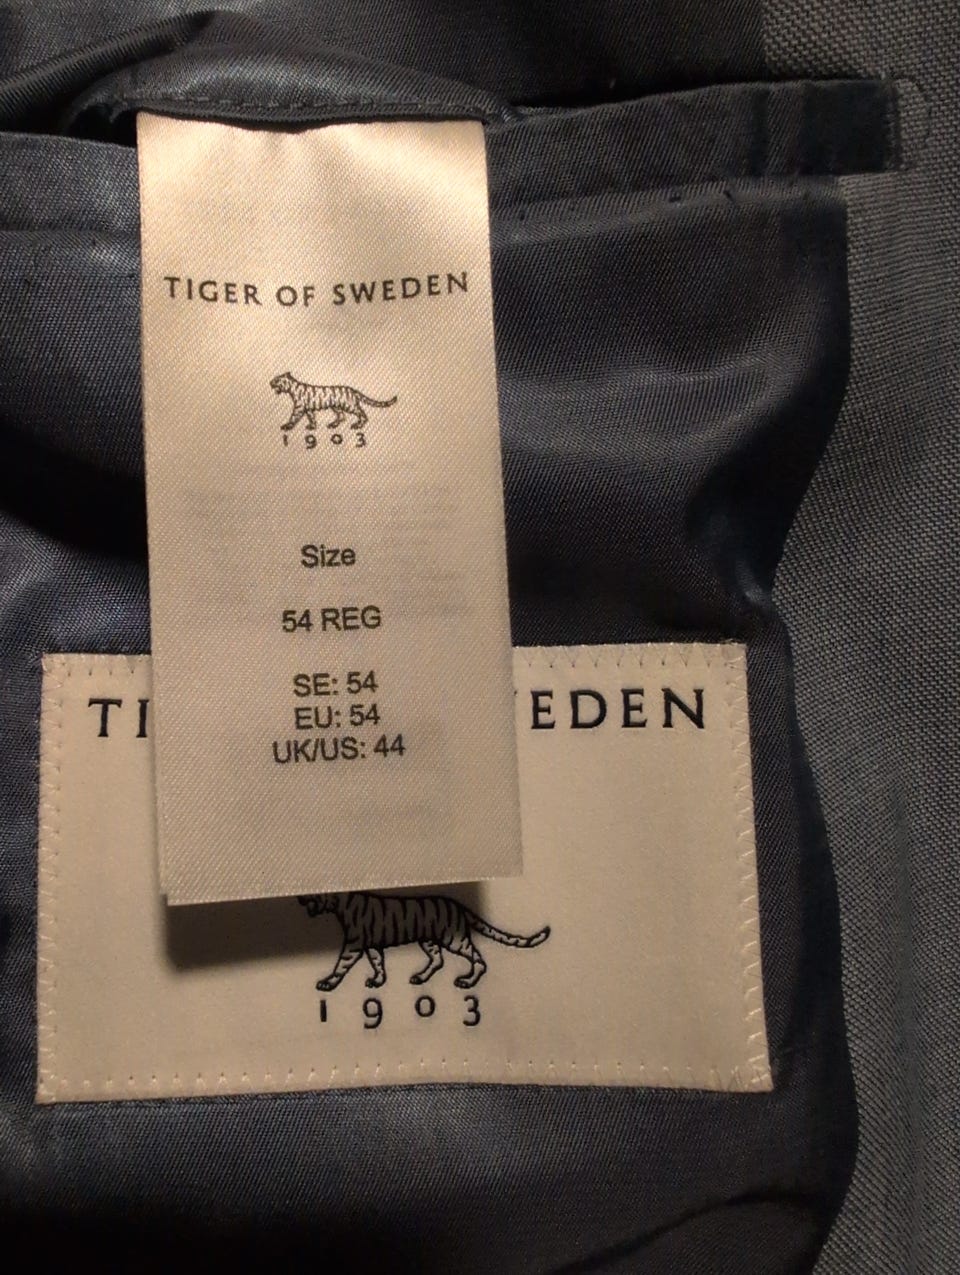 TIGER OF SWEDEN
1903
Size
54 REG
SE: 54
EU: 54
UK/US: 44
TI EDEN
1903